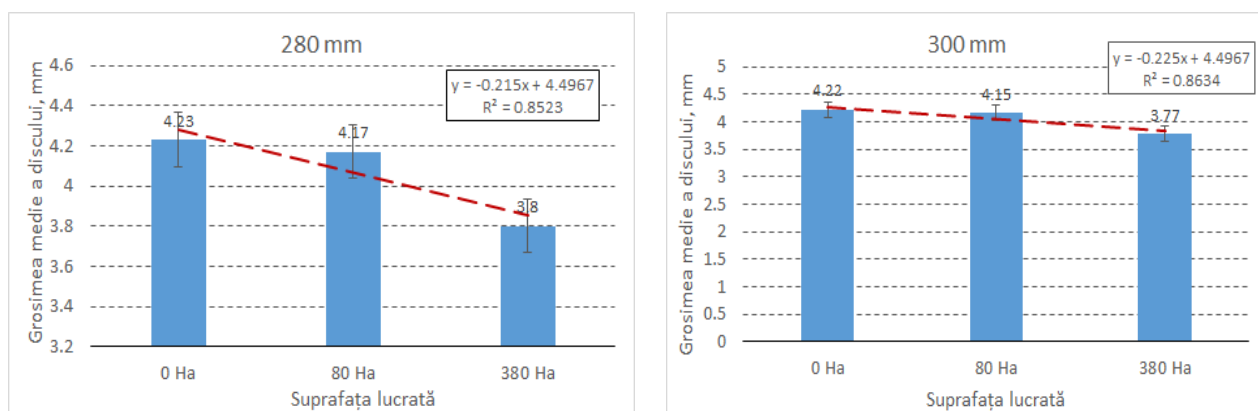 280 mm
y = -0.215x + 4.4967
R² = 0.8523
Grosimea medie a discului, mm
4.6
4.4
4.2
4
3.8
3.6
3.4
3.2
4.23
4.17
3.8
0 Ha
80 Ha
380 Ha
Suprafața lucrată
300 mm
y = -0.225x + 4.4967
R² = 0.8634
Grosimea medie a discului, mm
5
4.5
4
3.5
3
2.5
2
1.5
1
0.5
0
4.22
4.15
3.77
0 Ha
80 Ha
380 Ha
Suprafața lucrată